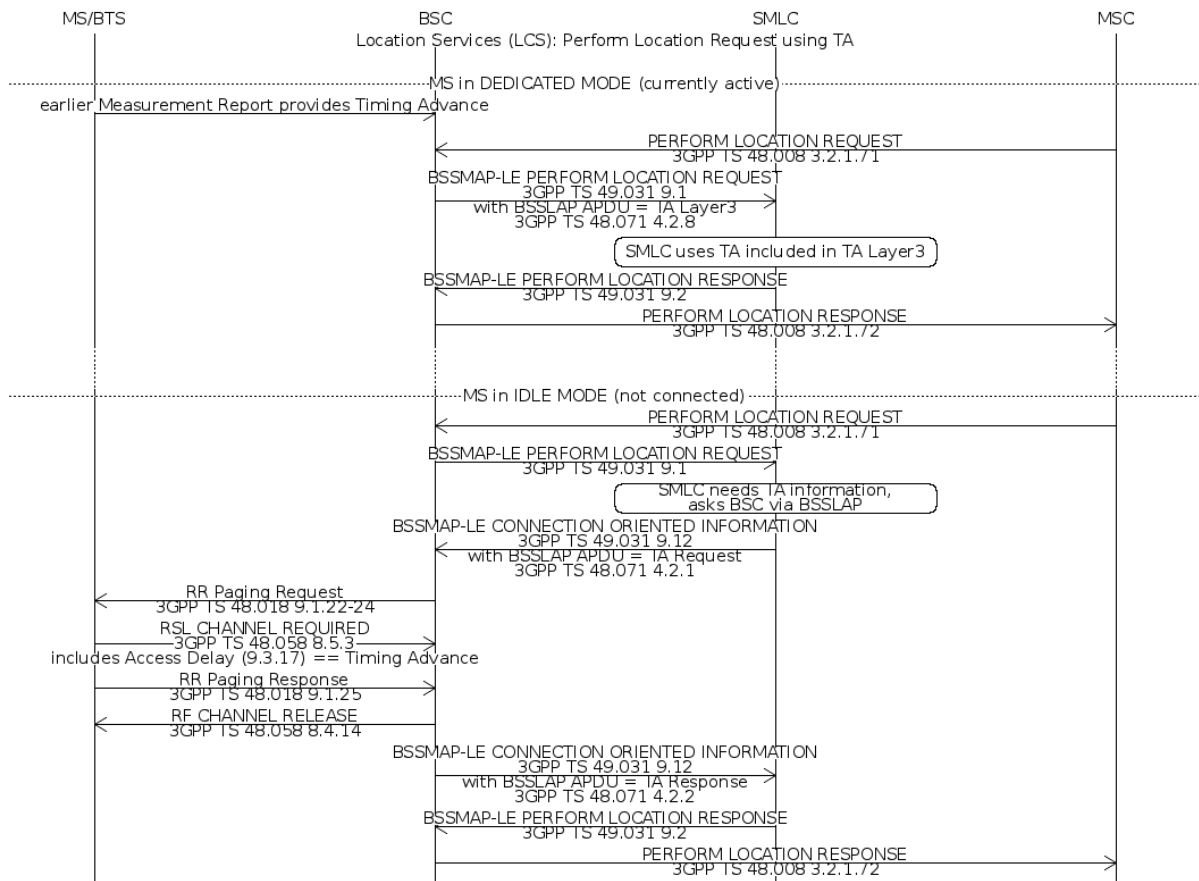 MS/BTS BSC SMLC MSC
Location Services (LCS): Perform Location Request using TA
MS in DEDICATED MODE (currently active)
earlier Measurement Report provides Timing Advance
PERFORM LOCATION REQUEST
3GPP TS 48.008 3.2.1.71
BSSMAP-LE PERFORM LOCATION REQUEST
3GPP TS 49.031 9.1
with BSSLAP APDU = TA Layer3
3GPP TS 48.071 4.2.8
SMLC uses TA included in TA Layer3
BSSMAP-LE PERFORM LOCATION RESPONSE
3GPP TS 49.031 9.2
PERFORM LOCATION RESPONSE
3GPP TS 48.008 3.2.1.72
MS in IDLE MODE (not connected)
PERFORM LOCATION REQUEST
3GPP TS 48.008 3.2.1.71
BSSMAP-LE PERFORM LOCATION REQUEST
3GPP TS 49.031 9.1
SMLC needs TA information,
asks BSC via BSSLAP
BSSMAP-LE CONNECTION ORIENTED INFORMATION
3GPP TS 49.031 9.12
with BSSLAP APDU = TA Request
3GPP TS 48.071 4.2.1
RR Paging Request
3GPP TS 48.018 9.1.22-24
RSL CHANNEL REQUIRED
3GPP TS 48.058 8.5.3
includes Access Delay (9.3.17) == Timing Advance
RR Paging Response
3GPP TS 48.018 9.1.25
RF CHANNEL RELEASE
3GPP TS 48.058 8.4.14
BSSMAP-LE CONNECTION ORIENTED INFORMATION
3GPP TS 49.031 9.12
with BSSLAP APDU = TA Response
3GPP TS 48.071 4.2.2
BSSMAP-LE PERFORM LOCATION RESPONSE
3GPP TS 49.031 9.2
PERFORM LOCATION RESPONSE
3GPP TS 48.008 3.2.1.72